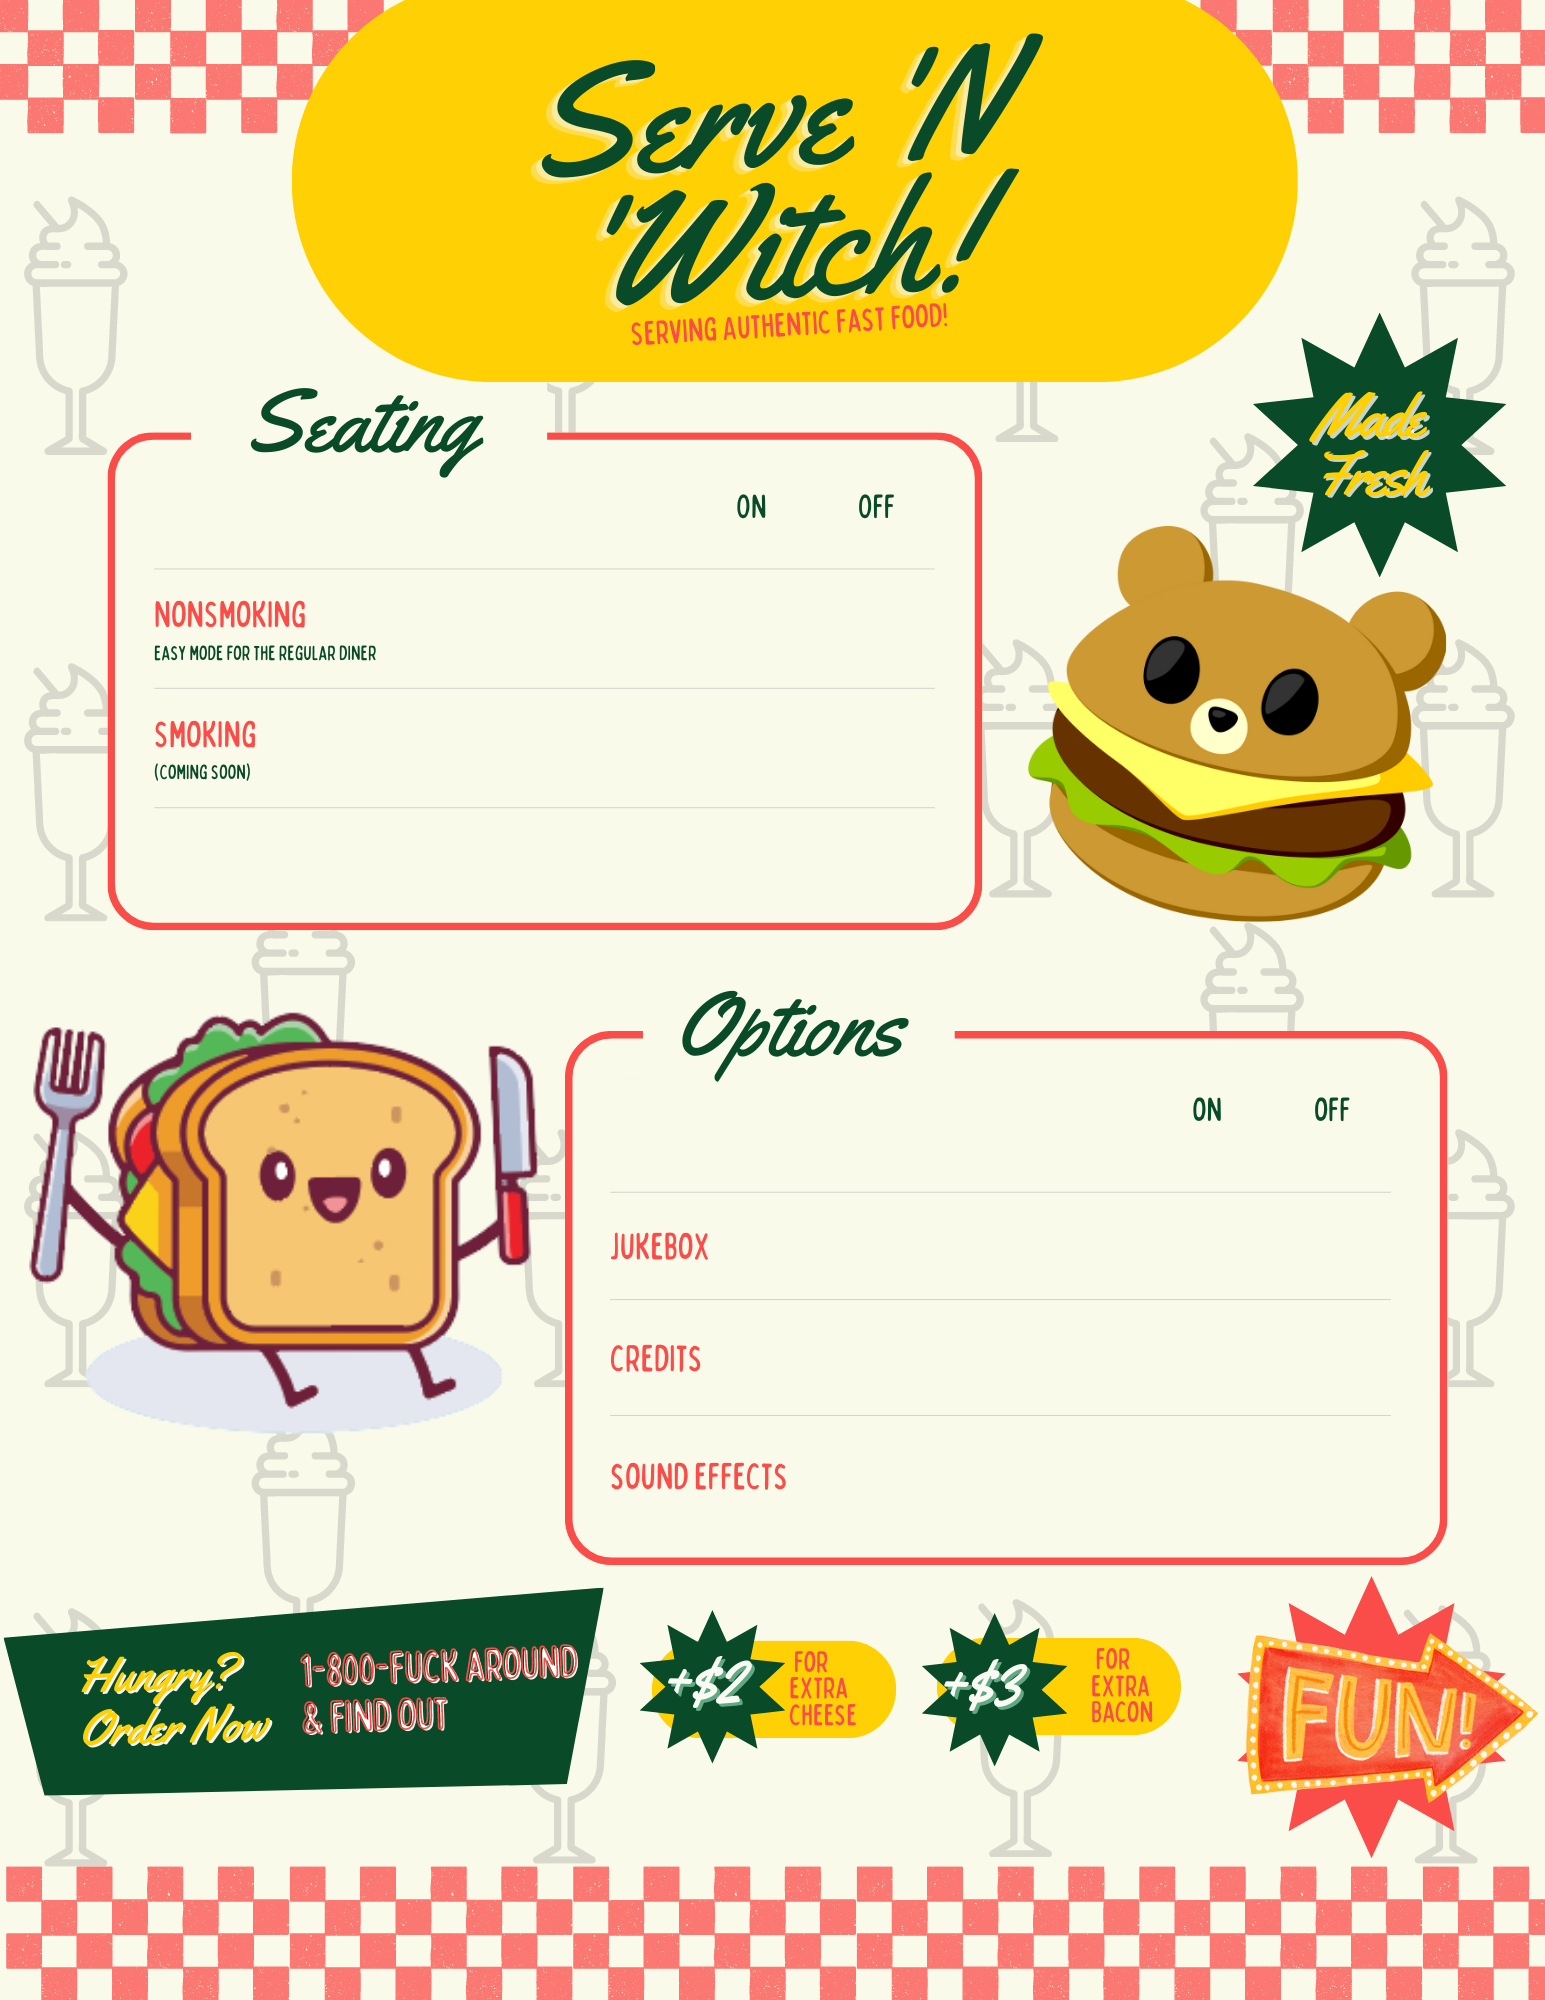 Serve 'N
'Witch!
SERVING AUTHENTIC FAST FOOD!
Made
Fresh
Seating
ON OFF
NONSMOKING
EASY MODE FOR THE REGULAR DINER
SMOKING
(COMING SOON)
Options
ON OFF
JUKEBOX
CREDITS
SOUND EFFECTS
Hungry?
Order Now
1-800-FUCK AROUND
& FIND OUT
+$2
FOR
EXTRA
CHEESE
+$3
FOR
EXTRA
BACON
FUN!